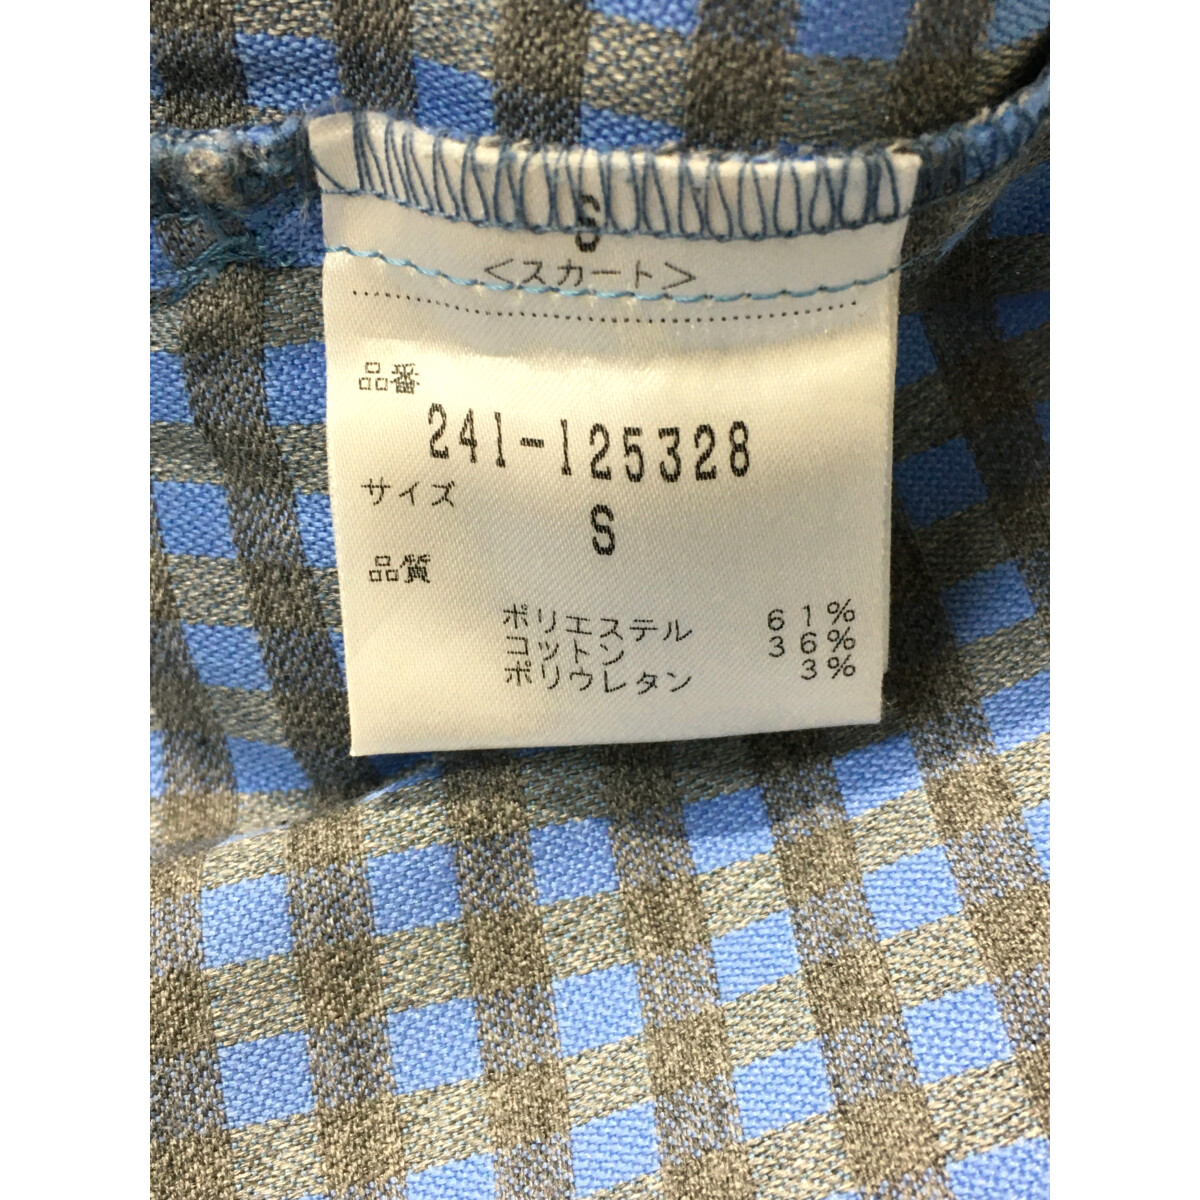 S
<スカート>
品番
241-125328
サイズ
S
品質
ポリエステル 61%
コットン 36%
ポリウレタン 3%